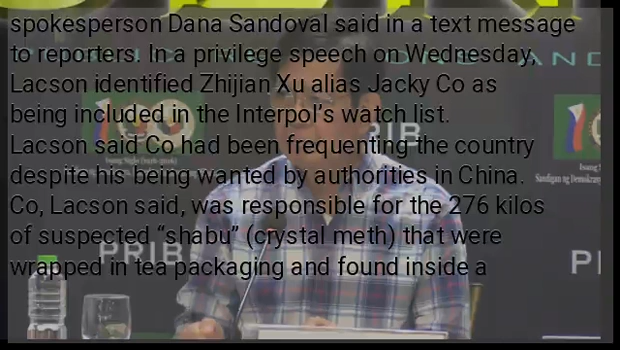 spokesperson Dana Sandoval said in a text message
to reporters. In a privilege speech on Wednesday,
Lacson identified Zhijian Xu alias Jacky Co as
being included in the Interpol’s watch list.
Lacson said Co had been frequenting the country
despite his being wanted by authorities in China.
Co, Lacson said, was responsible for the 276 kilos
of suspected “shabu” (crystal meth) that were
wrapped in tea packaging and found inside a
PRIB
PRIB